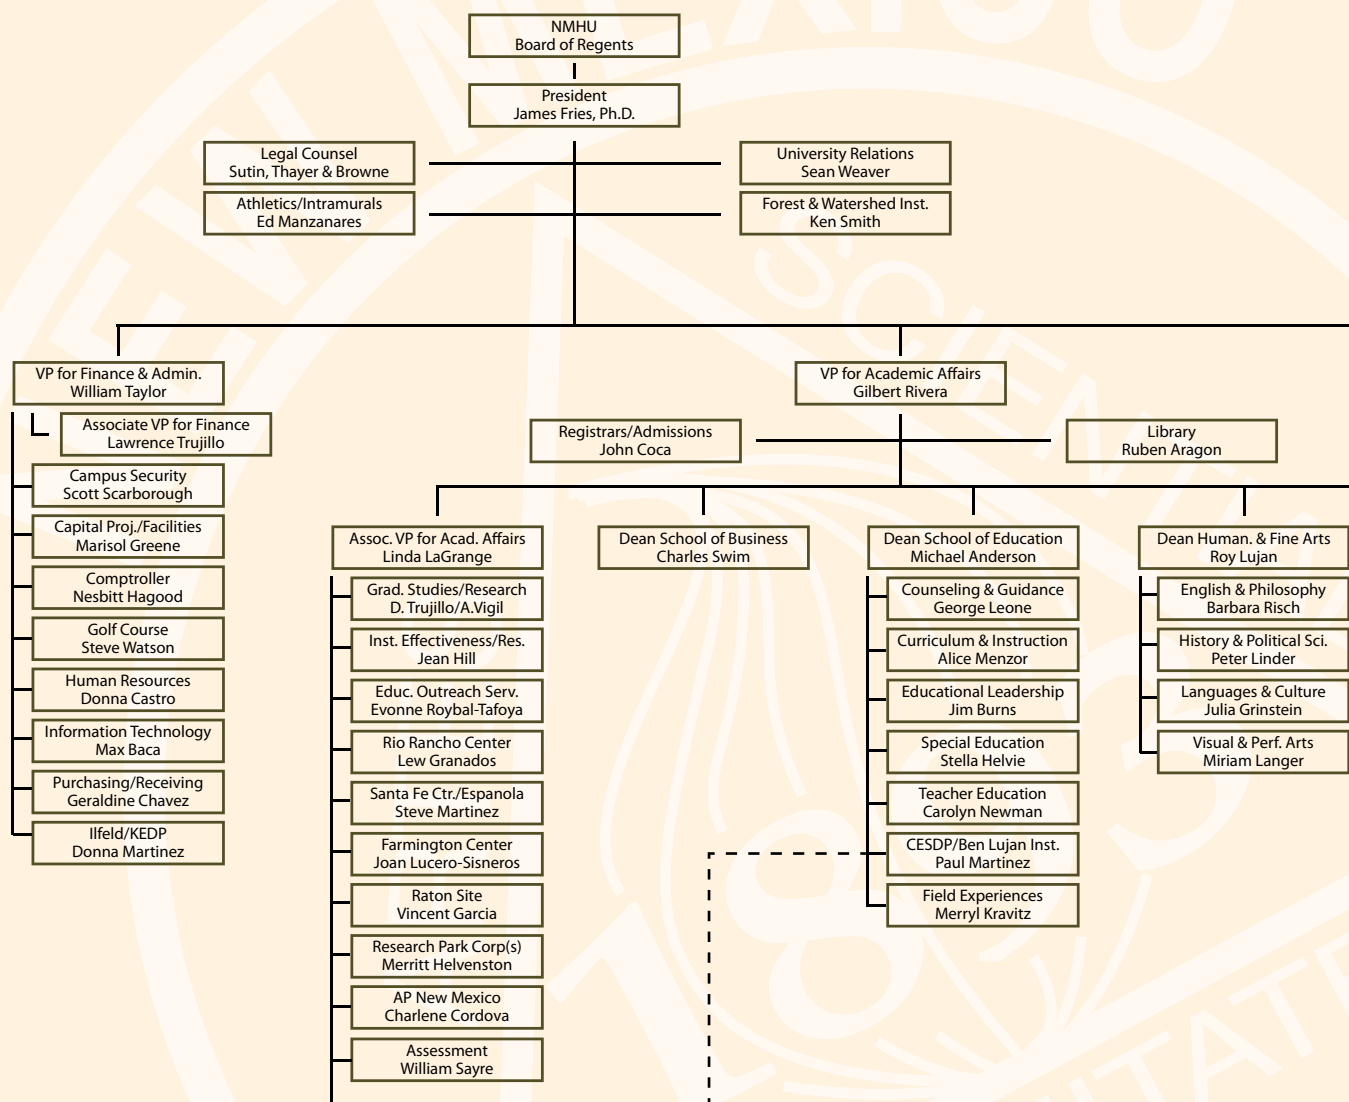 NMHU
Board of Regents
President
James Fries, Ph.D.
Legal Counsel
Sutin, Thayer & Browne
University Relations
Sean Weaver
Athletics/Intramurals
Ed Manzanares
Forest & Watershed Inst.
Ken Smith
VP for Finance & Admin.
William Taylor
Associate VP for Finance
Lawrence Trujillo
Campus Security
Scott Scarborough
Capital Proj./Facilities
Marisol Greene
Comptroller
Nesbitt Hagood
Golf Course
Steve Watson
Human Resources
Donna Castro
Information Technology
Max Baca
Purchasing/Receiving
Geraldine Chavez
Ilfeld/KEDP
Donna Martinez
VP for Academic Affairs
Gilbert Rivera
Registrars/Admissions
John Coca
Library
Ruben Aragon
Assoc. VP for Acad. Affairs
Linda LaGrange
Grad. Studies/Research
D. Trujillo/A.Vigil
Inst. Effectiveness/Res.
Jean Hill
Educ. Outreach Serv.
Evonne Roybal-Tafoya
Rio Rancho Center
Lew Granados
Santa Fe Ctr./Espanola
Steve Martinez
Farmington Center
Joan Lucero-Sisneros
Raton Site
Vincent Garcia
Research Park Corp(s)
Merritt Helvenston
AP New Mexico
Charlene Cordova
Assessment
William Sayre
Dean School of Business
Charles Swim
Dean School of Education
Michael Anderson
Counseling & Guidance
George Leone
Curriculum & Instruction
Alice Menzor
Educational Leadership
Jim Burns
Special Education
Stella Helvie
Teacher Education
Carolyn Newman
CESDP/Ben Lujan Inst.
Paul Martinez
Field Experiences
Merryl Kravitz
Dean Human. & Fine Arts
Roy Lujan
English & Philosophy
Barbara Risch
History & Political Sci.
Peter Linder
Languages & Culture
Julia Grinstein
Visual & Perf. Arts
Miriam Langer
NEW MEXICO
1893